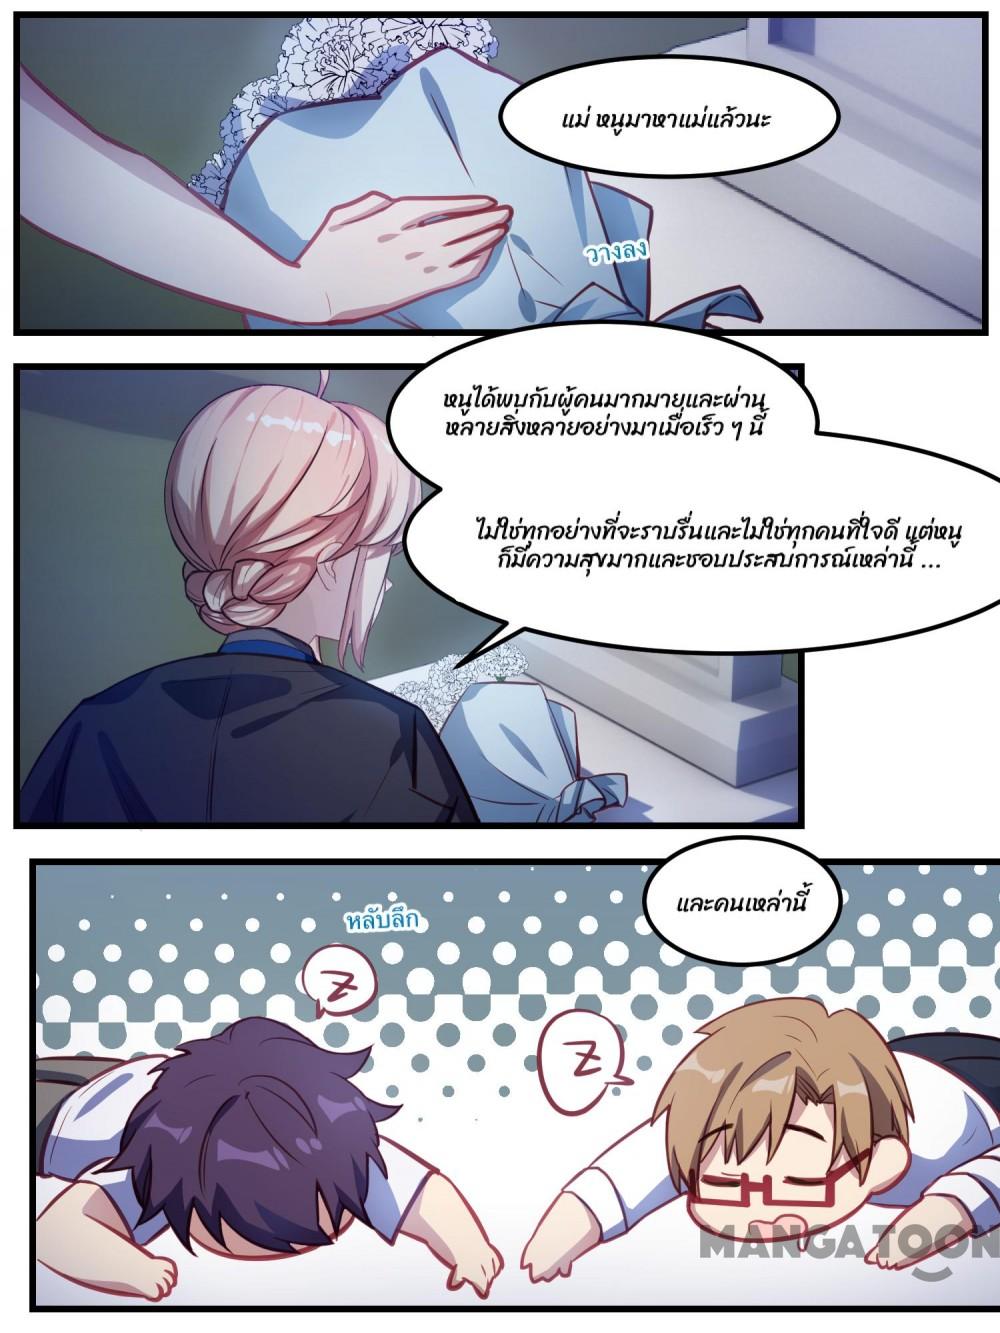 แม่ หนูมาหาแม่แล้วนะ
วางลง
หนูได้พบกับผู้คนมากมายและผ่าน
หลายสิ่งหลายอย่างมาเมื่อเร็ว ๆ นี้
ไม่ใช่ทุกอย่างที่จะราบรื่นและไม่ใช่ทุกคนที่ใจดี แต่หนู
ก็มีความสุขมากและชอบประสบการณ์เหล่านี้ ...
และคนเหล่านี้
หลับลึก
Z
Z
MANGATOON